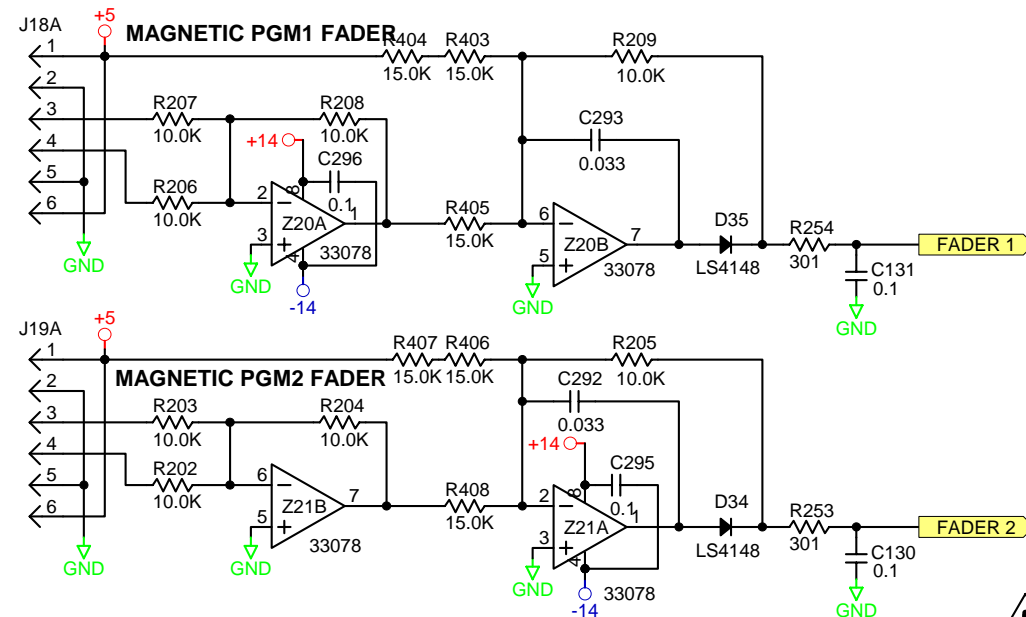 J18A
+5
MAGNETIC PGM1 FADER
1
2
3
4
5
6
GND
R404
15.0K
R403
15.0K
R209
10.0K
R207
10.0K
R208
10.0K
C293
0.033
+14
C296
0.1
R206
10.0K
2
3
8
4
1
Z20A
33078
GND
-14
R405
15.0K
6
5
7
Z20B
33078
GND
D35
LS4148
R254
301
FADER 1
C131
0.1
GND
J19A
+5
MAGNETIC PGM2 FADER
1
2
3
4
5
6
GND
R407
15.0K
R406
15.0K
R205
10.0K
R203
10.0K
R204
10.0K
C292
0.033
+14
C295
0.1
R202
10.0K
6
5
7
Z21B
33078
GND
R408
15.0K
2
3
8
4
1
Z21A
33078
GND
-14
D34
LS4148
R253
301
FADER 2
C130
0.1
GND